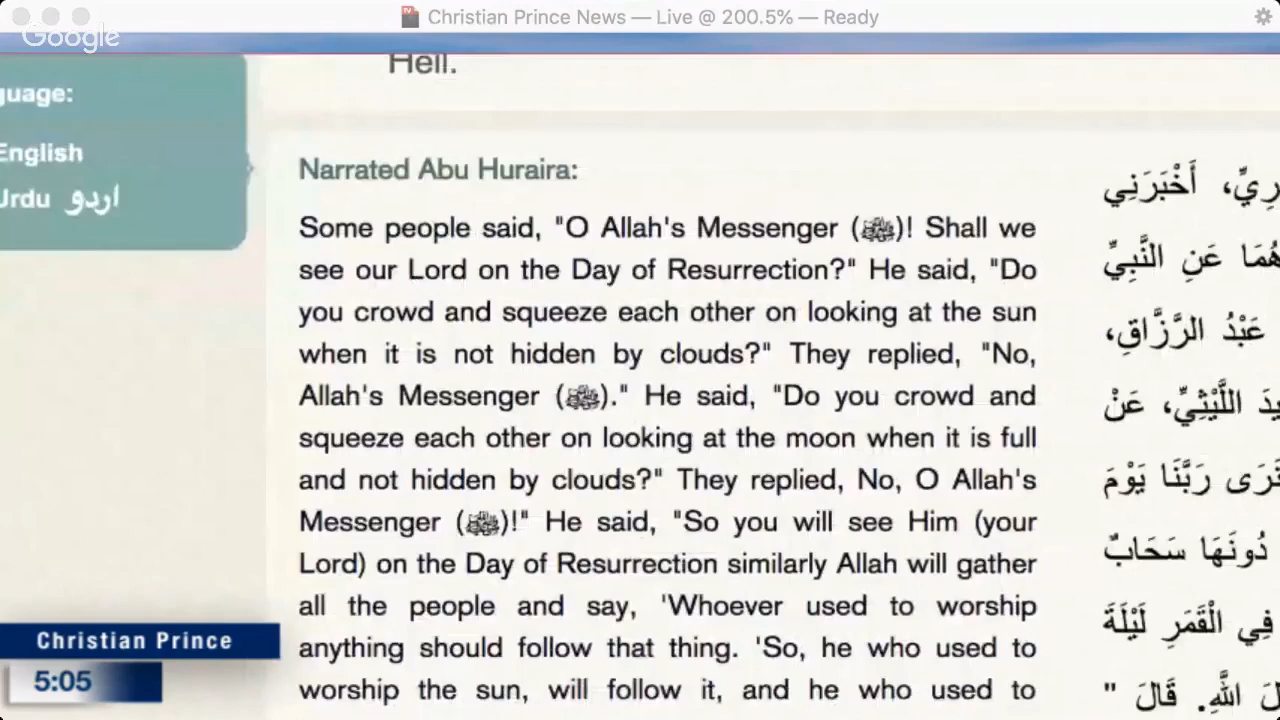 Christian Prince News — Live @ 200.5% — Ready
Google
Hell.
guage:
English
Urdu اردو
Narrated Abu Huraira:
Some people said, "O Allah's Messenger (ﷺ)! Shall we
see our Lord on the Day of Resurrection?" He said, "Do
you crowd and squeeze each other on looking at the sun
when it is not hidden by clouds?" They replied, "No,
Allah's Messenger (ﷺ)." He said, "Do you crowd and
squeeze each other on looking at the moon when it is full
and not hidden by clouds?" They replied, No, O Allah's
Messenger (ﷺ)!" He said, "So you will see Him (your
Lord) on the Day of Resurrection similarly Allah will gather
all the people and say, 'Whoever used to worship
anything should follow that thing. 'So, he who used to
worship the sun, will follow it, and he who used to
رِيِّ، أَخْبَرَنِي
هُمَا عَنِ النَّبِيِّ
عَبْدُ الرَّزَّاقِ،
يدَ اللَّيْثِيِّ، عَنْ
نَرَى رَبَّنَا يَوْمَ
دُونَهَا سَحَابٌ
فِي الْقَمَرِ لَيْلَةَ
لَ اللَّهِ. قَالَ "
Christian Prince
5:05